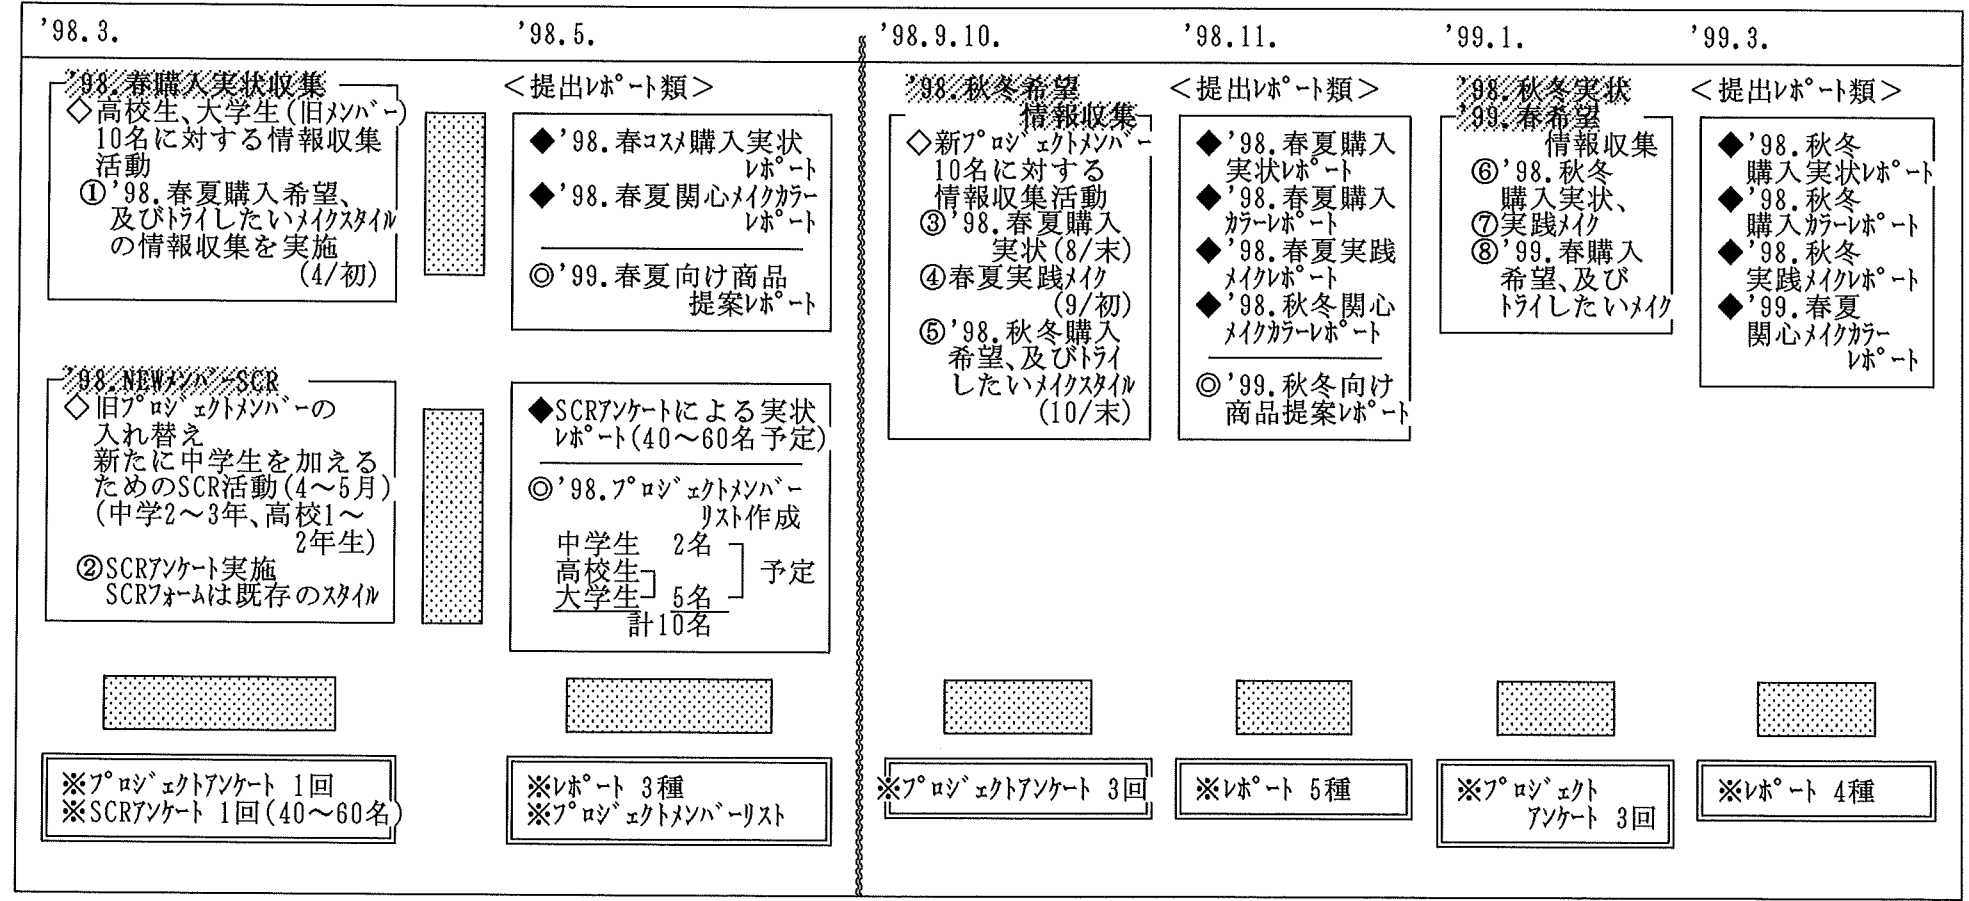 '98.3.
'98.5.
'98.9.10.
'98.11.
'99.1.
'99.3.
'98.春購入実状収集
◇高校生、大学生(旧メンバー)
10名に対する情報収集
活動
①'98.春夏購入希望、
及びトライしたいメイクスタイル
の情報収集を実施
(4/初)
'98.NEWメンバーSCR
◇旧プロジェクトメンバーの
入れ替え
新たに中学生を加える
ためのSCR活動(4～5月)
(中学2～3年、高校1～
2年生)
②SCRアンケート実施
SCRフォームは既存のスタイル
※プロジェクトアンケート 1回
※SCRアンケート 1回(40～60名)
＜提出レポート類＞
◆'98.春コスメ購入実状
レポート
◆'98.春夏関心メイクカラー
レポート
◎'99.春夏向け商品
提案レポート
◆SCRアンケートによる実状
レポート(40～60名予定)
◎'98.プロジェクトメンバー
リスト作成
中学生 2名
高校生 予定
大学生 5名
計10名
※レポート 3種
※プロジェクトメンバーリスト
'98.秋冬希望
情報収集
◇新プロジェクトメンバー
10名に対する
情報収集活動
③'98.春夏購入
実状(8/末)
④春夏実践メイク
(9/初)
⑤'98.秋冬購入
希望、及びトライ
したいメイクスタイル
(10/末)
※プロジェクトアンケート 3回
＜提出レポート類＞
◆'98.春夏購入
実状レポート
◆'98.春夏購入
カラーレポート
◆'98.春夏実践
メイクレポート
◆'98.秋冬関心
メイクカラーレポート
◎'99.秋冬向け
商品提案レポート
※レポート 5種
'98.秋冬実状
'99.春希望
情報収集
⑥'98.秋冬
購入実状、
⑦実践メイク
⑧'99.春購入
希望、及び
トライしたいメイク
※プロジェクト
アンケート 3回
＜提出レポート類＞
◆'98.秋冬
購入実状レポート
◆'98.秋冬
購入カラーレポート
◆'98.秋冬
実践メイクレポート
◆'99.春夏
関心メイクカラー
レポート
※レポート 4種